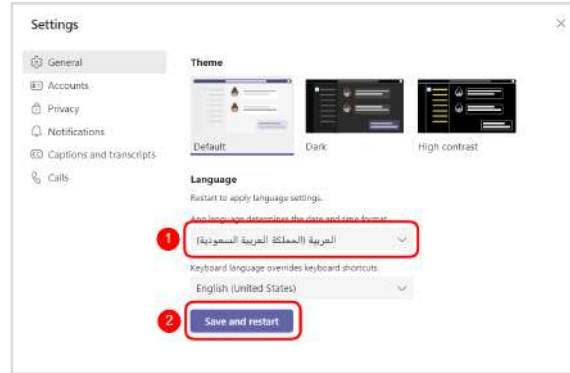 Settings
General
Accounts
Privacy
Notifications
Captions and transcripts
Calls
Theme
Default
Dark
High contrast
Language
Restart to apply language settings.
App language determines the date and time format.
1
العربية (المملكة العربية السعودية)
Keyboard language overrides keyboard shortcuts.
English (United States)
2
Save and restart